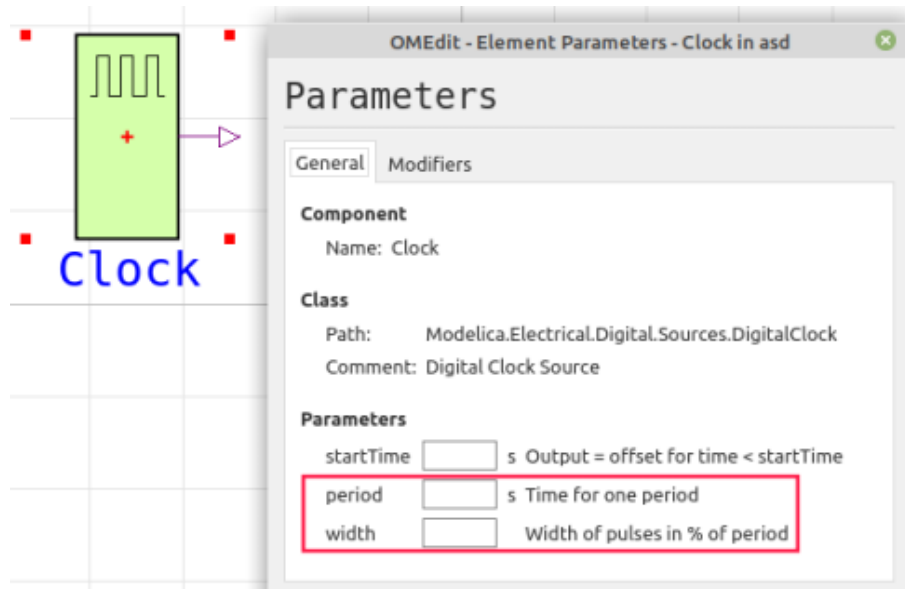 Clock
OMEdit - Element Parameters - Clock in asd
Parameters
General Modifiers
Component
Name: Clock
Class
Path: Modelica.Electrical.Digital.Sources.DigitalClock
Comment: Digital Clock Source
Parameters
startTime s Output = offset for time < startTime
period s Time for one period
width Width of pulses in % of period